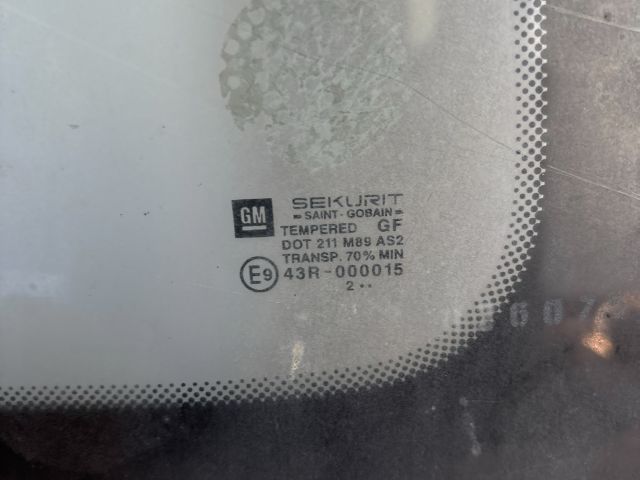 GM
SEKURIT
SAINT-GOBAIN
TEMPERED GF
DOT 211 M89 AS2
TRANSP. 70% MIN
E9 43R-000015
2 ••